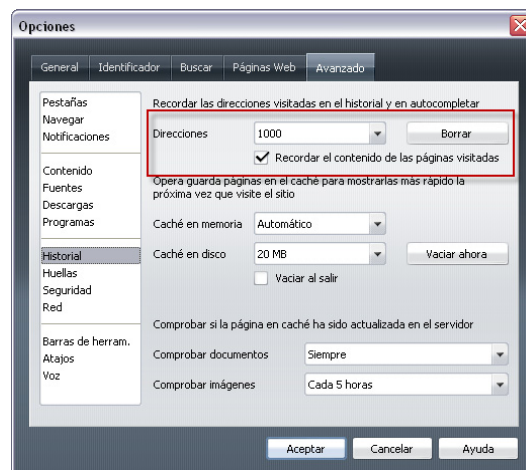 Opciones
General Identificador Buscar Páginas Web Avanzado
Pestañas
Navegar
Notificaciones
Contenido
Fuentes
Descargas
Programas
Historial
Huellas
Seguridad
Red
Barras de herram.
Atajos
Voz
Recordar las direcciones visitadas en el historial y en autocompletar
Direcciones 1000 Borrar
Recordar el contenido de las páginas visitadas
Opera guarda páginas en el caché para mostrarlas más rápido la
próxima vez que visite el sitio
Caché en memoria Automático
Caché en disco 20 MB Vaciar ahora
Vaciar al salir
Comprobar si la página en caché ha sido actualizada en el servidor
Comprobar documentos Siempre
Comprobar imágenes Cada 5 horas
Aceptar Cancelar Ayuda